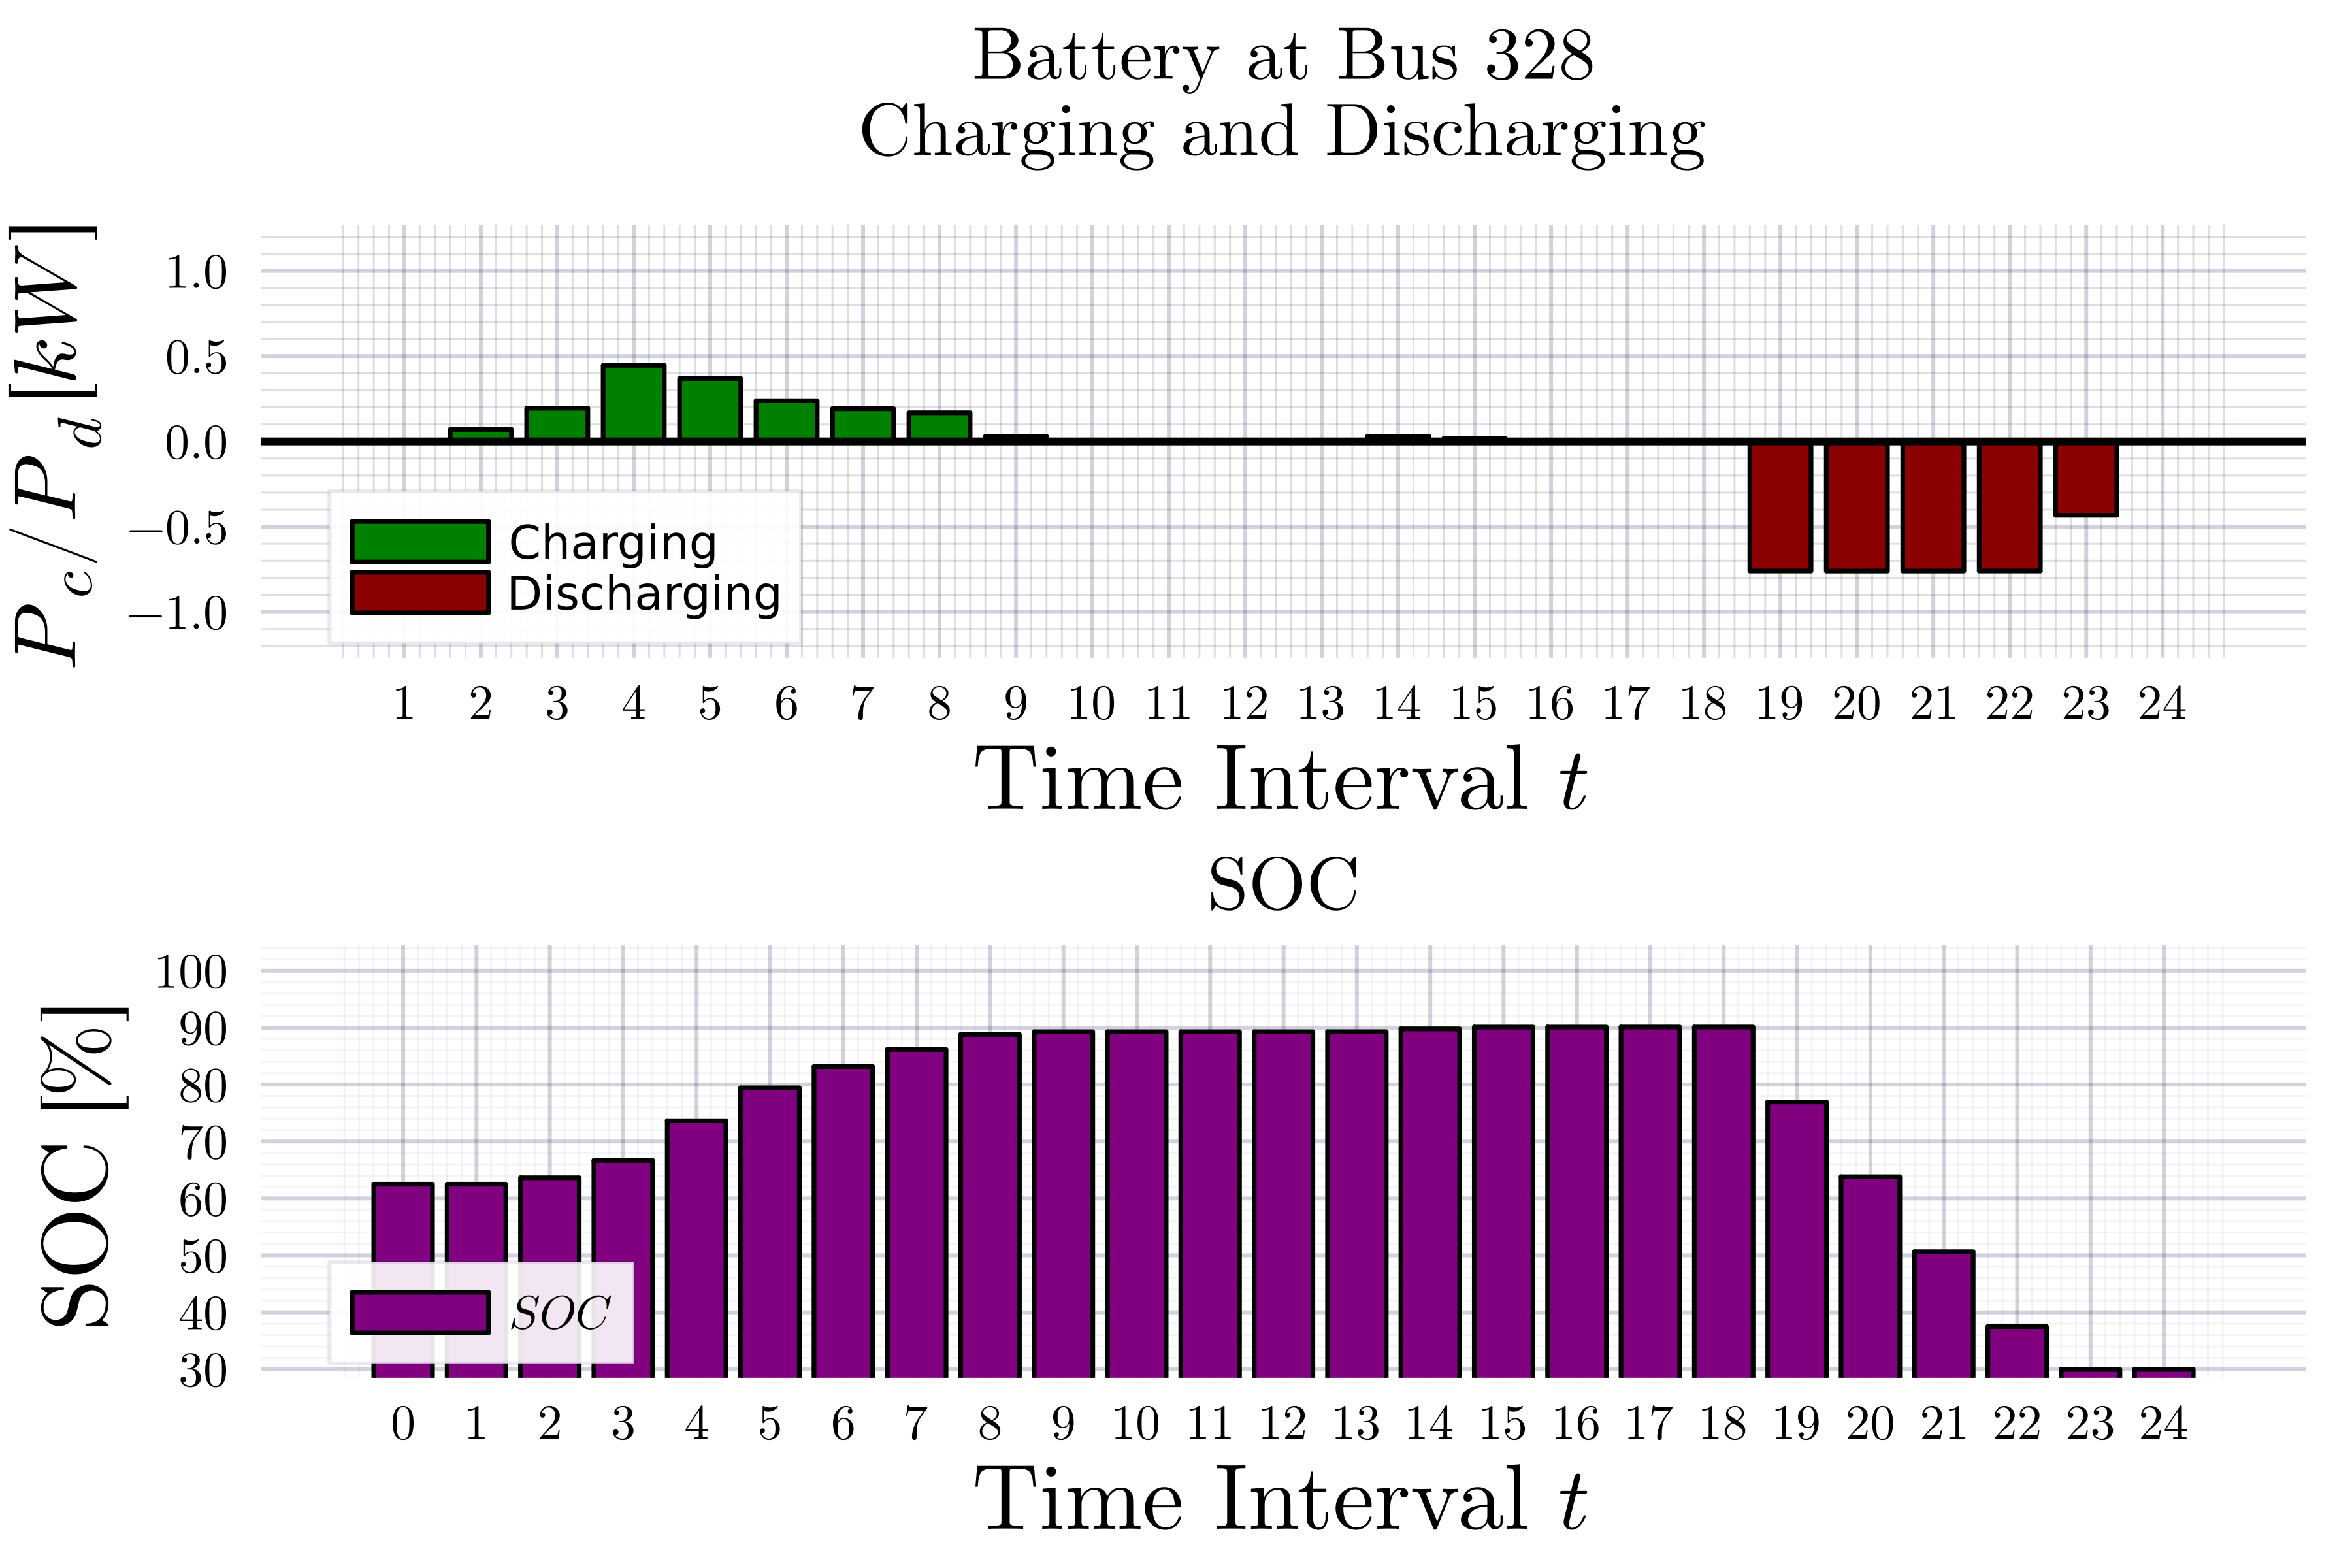 Battery at Bus 328
Charging and Discharging
P_c/P_d [kW]
1.0
0.5
0.0
−0.5
−1.0
Charging
Discharging
1 2 3 4 5 6 7 8 9 10 11 12 13 14 15 16 17 18 19 20 21 22 23 24
Time Interval t
SOC
SOC [%]
100
90
80
70
60
50
40
30
SOC
0 1 2 3 4 5 6 7 8 9 10 11 12 13 14 15 16 17 18 19 20 21 22 23 24
Time Interval t